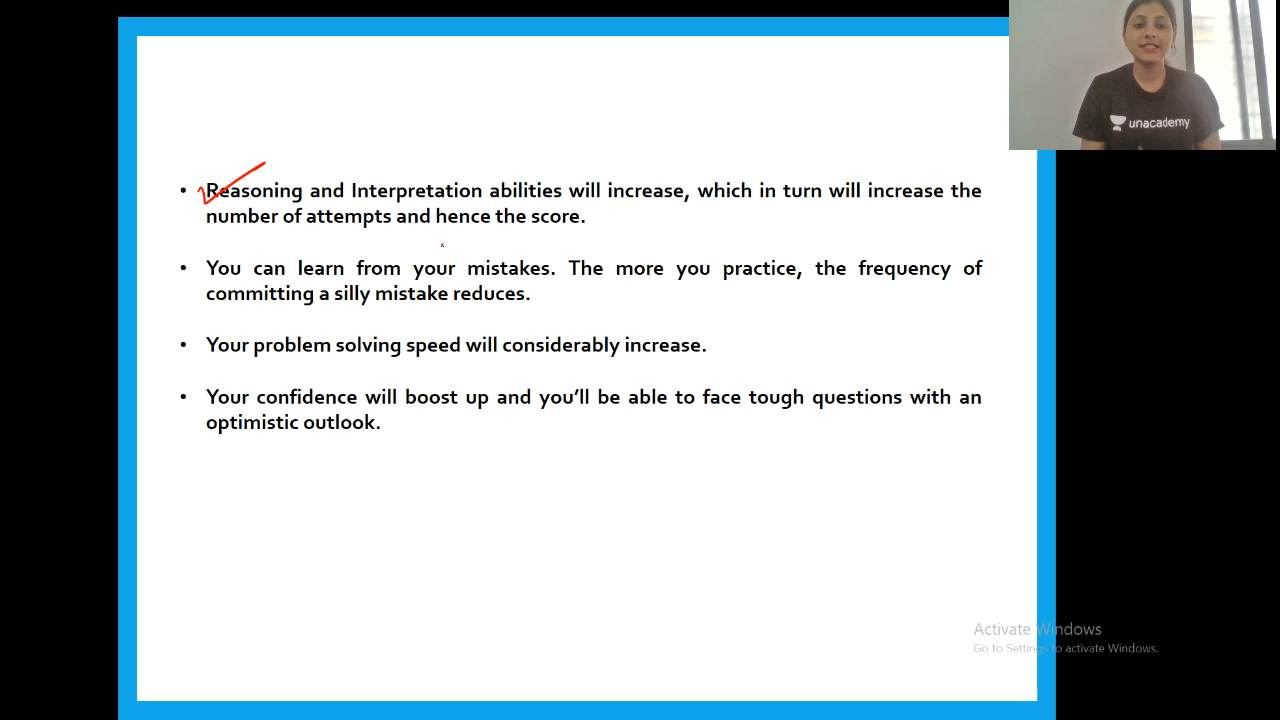 unacademy
• Reasoning and Interpretation abilities will increase, which in turn will increase the
number of attempts and hence the score.
• You can learn from your mistakes. The more you practice, the frequency of
committing a silly mistake reduces.
• Your problem solving speed will considerably increase.
• Your confidence will boost up and you’ll be able to face tough questions with an
optimistic outlook.
Activate Windows
Go to Settings to activate Windows.